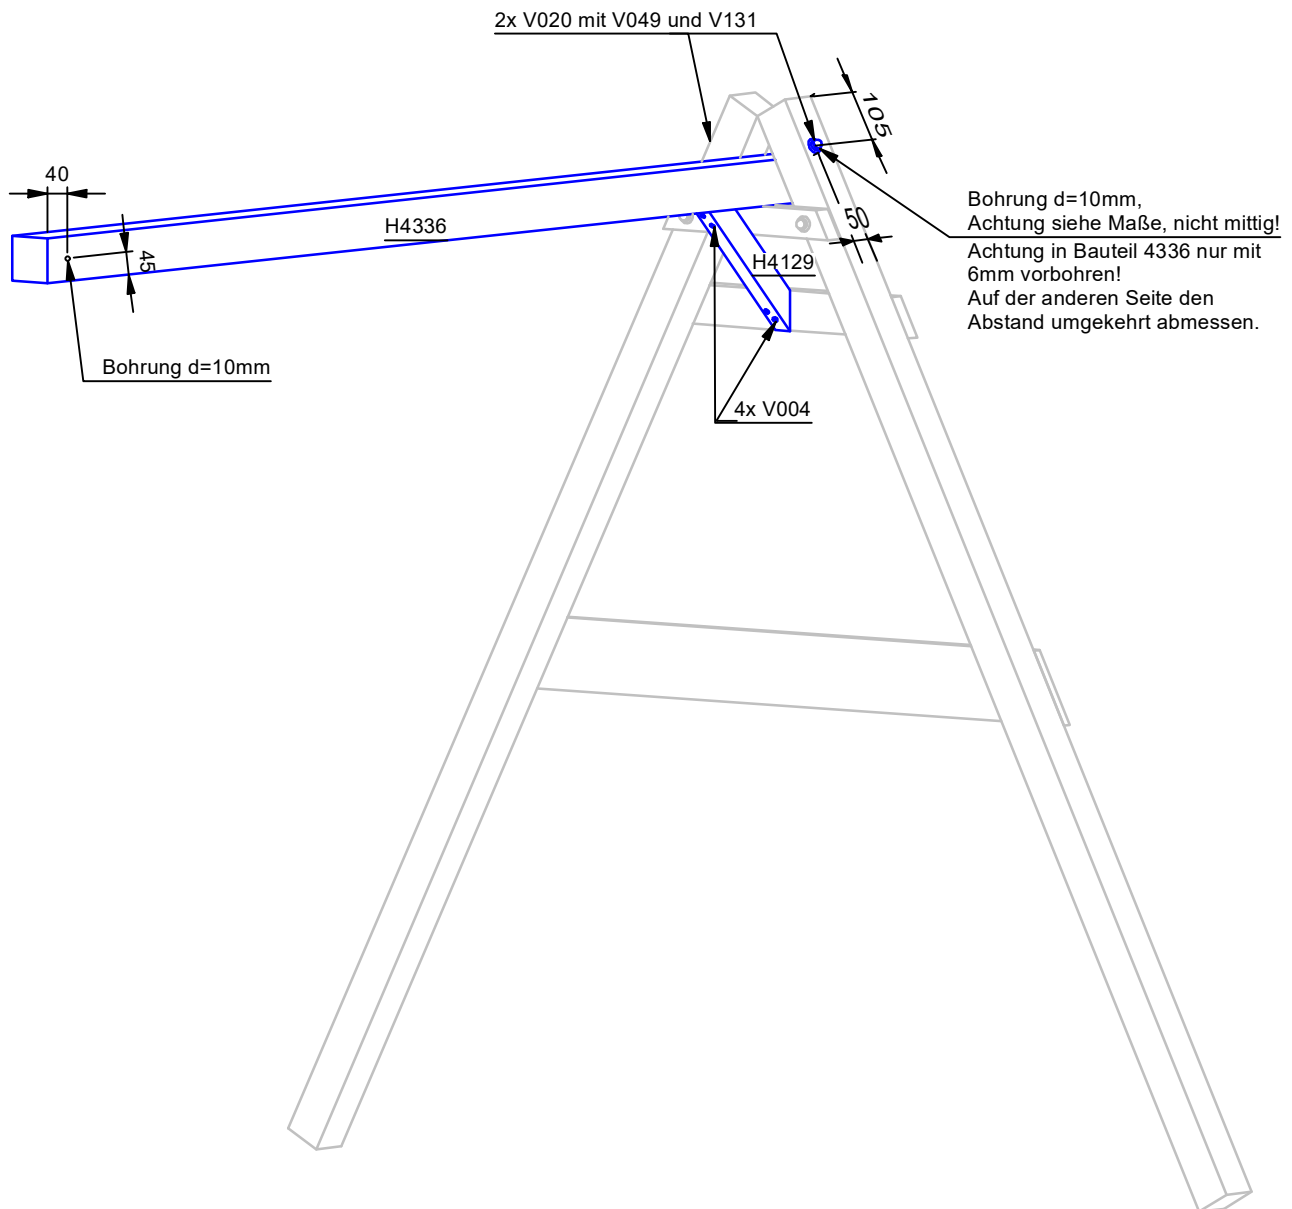 2x V020 mit V049 und V131
105
40
Bohrung d=10mm,
Achtung siehe Maße, nicht mittig!
Achtung in Bauteil 4336 nur mit
6mm vorbohren!
Auf der anderen Seite den
Abstand umgekehrt abmessen.
50
H4336
45
H4129
Bohrung d=10mm
4x V004